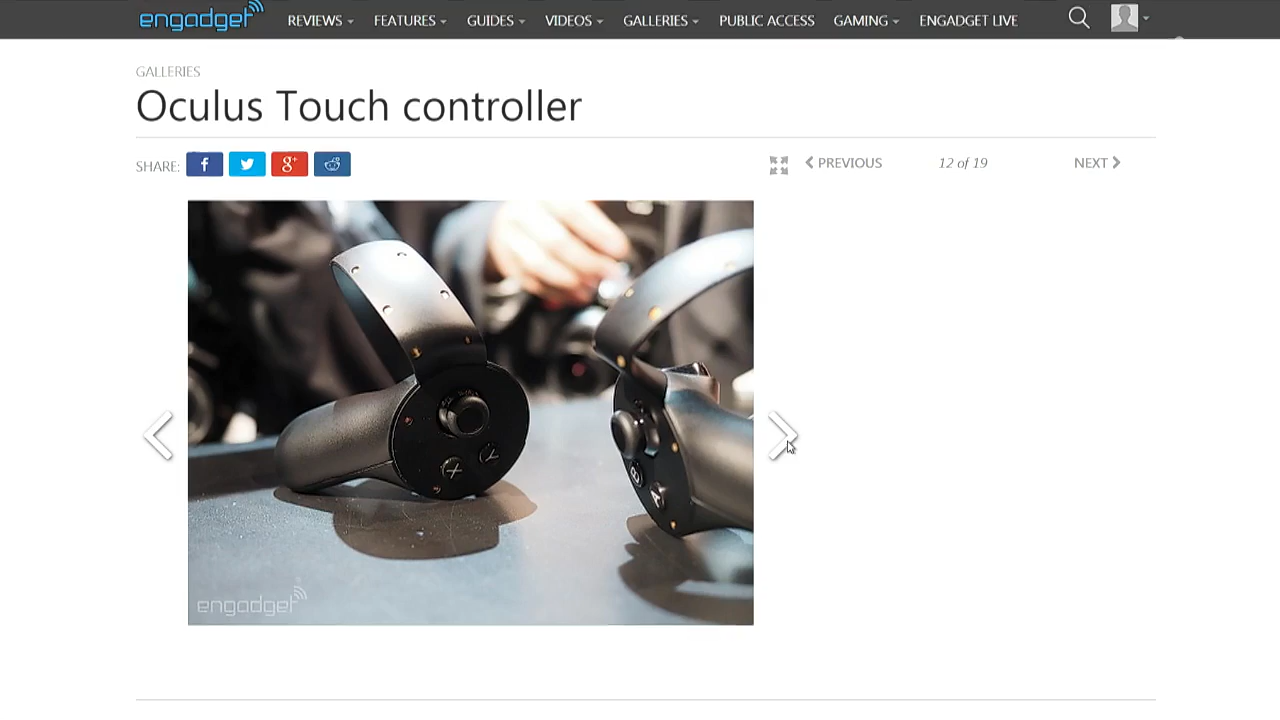 engadget REVIEWS FEATURES GUIDES VIDEOS GALLERIES PUBLIC ACCESS GAMING ENGADGET LIVE
GALLERIES
Oculus Touch controller
SHARE: f g+ PREVIOUS 12 of 19 NEXT
X Y B A
engadget